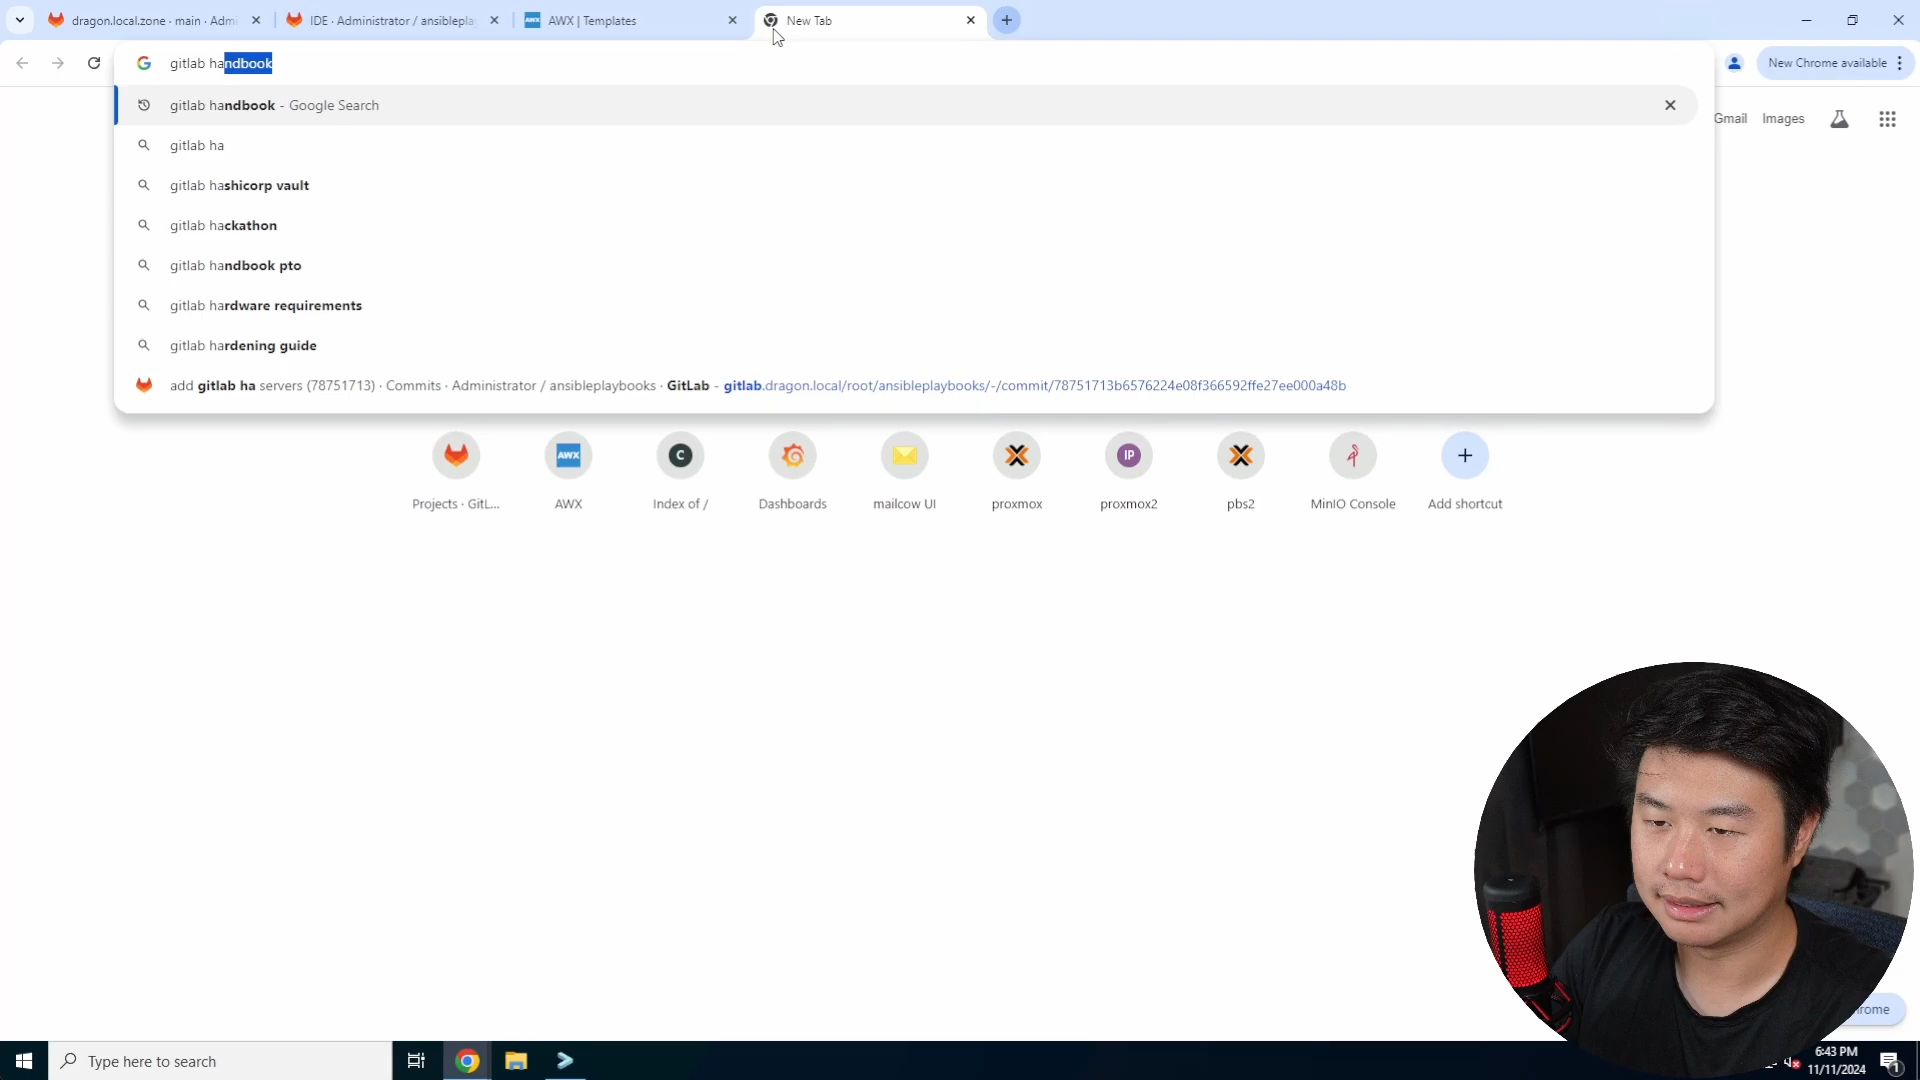 dragon.local.zone · main · Admi
IDE · Administrator / ansiblepla
AWX | Templates
New Tab
gitlab handbook
New Chrome available
gitlab handbook - Google Search
gitlab ha
gitlab hashicorp vault
gitlab hackathon
gitlab handbook pto
gitlab hardware requirements
gitlab hardening guide
add gitlab ha servers (78751713) · Commits · Administrator / ansibleplaybooks · GitLab - gitlab.dragon.local/root/ansibleplaybooks/-/commit/78751713b6576224e08f366592ffe27ee000a48b
Gmail Images
AWX C IP
Projects · GitL... AWX Index of / Dashboards mailcow UI proxmox proxmox2 pbs2 MinIO Console Add shortcut
Type here to search
6:43 PM
11/11/2024
1